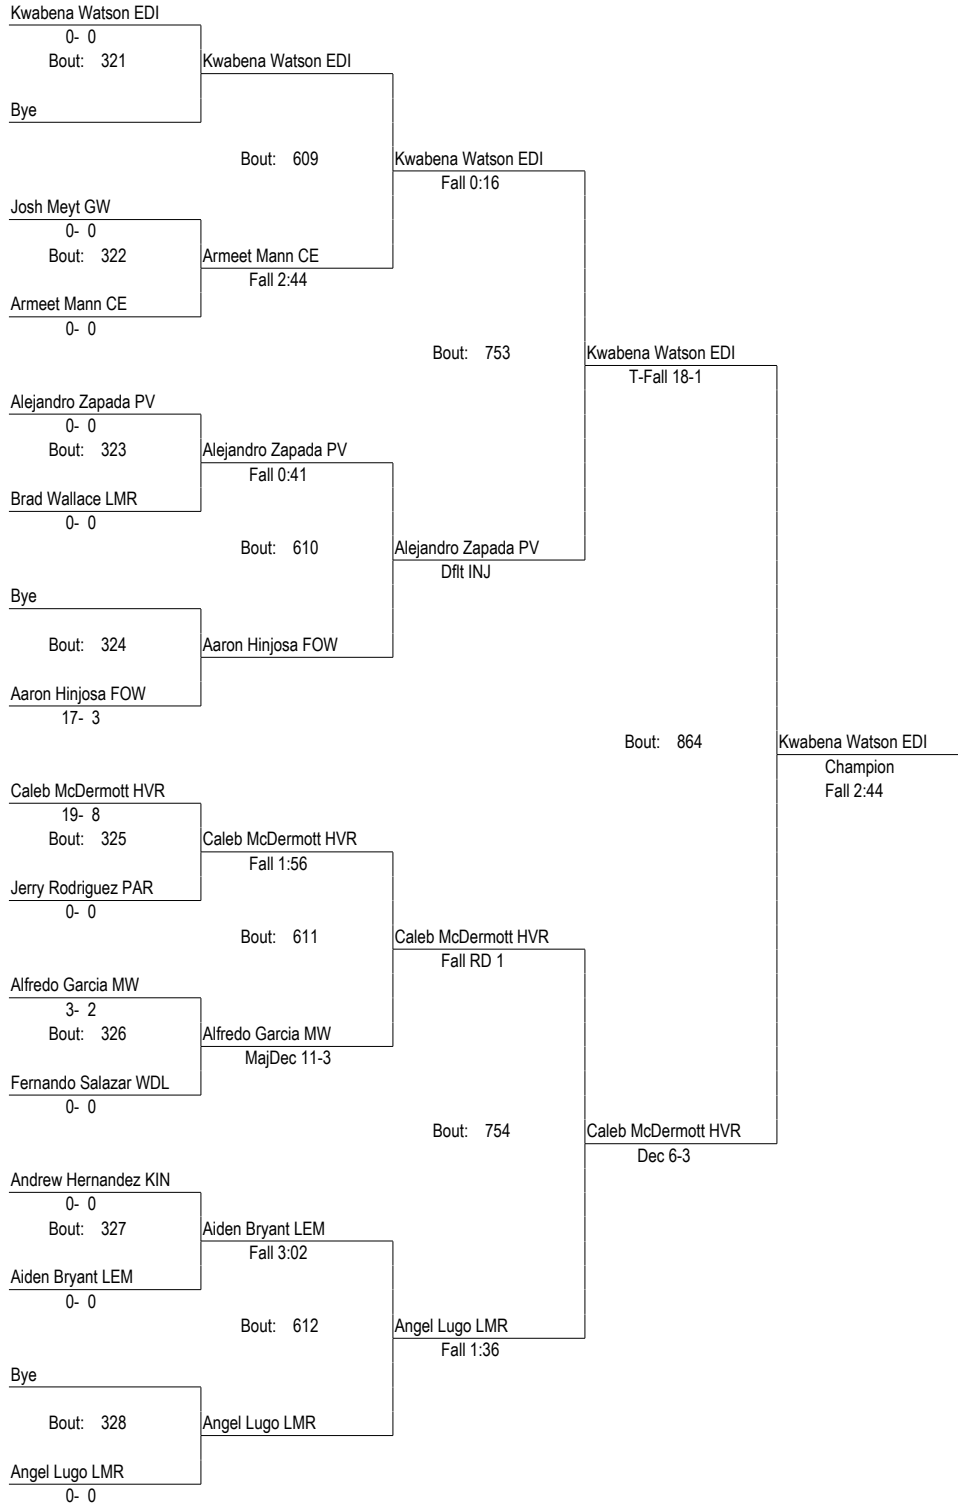 Kwabena Watson EDI
0- 0
Bout: 321
Kwabena Watson EDI
Bye
Bout: 609
Kwabena Watson EDI
Fall 0:16
Josh Meyt GW
0- 0
Bout: 322
Armeet Mann CE
Fall 2:44
Armeet Mann CE
0- 0
Bout: 753
Kwabena Watson EDI
T-Fall 18-1
Alejandro Zapada PV
0- 0
Bout: 323
Alejandro Zapada PV
Fall 0:41
Brad Wallace LMR
0- 0
Bout: 610
Alejandro Zapada PV
Dflt INJ
Bye
Bout: 324
Aaron Hinjosa FOW
Aaron Hinjosa FOW
17- 3
Bout: 864
Kwabena Watson EDI
Champion
Fall 2:44
Caleb McDermott HVR
19- 8
Bout: 325
Caleb McDermott HVR
Fall 1:56
Jerry Rodriguez PAR
0- 0
Bout: 611
Caleb McDermott HVR
Fall RD 1
Alfredo Garcia MW
3- 2
Bout: 326
Alfredo Garcia MW
MajDec 11-3
Fernando Salazar WDL
0- 0
Bout: 754
Caleb McDermott HVR
Dec 6-3
Andrew Hernandez KIN
0- 0
Bout: 327
Aiden Bryant LEM
Fall 3:02
Aiden Bryant LEM
0- 0
Bout: 612
Angel Lugo LMR
Fall 1:36
Bye
Bout: 328
Angel Lugo LMR
Angel Lugo LMR
0- 0